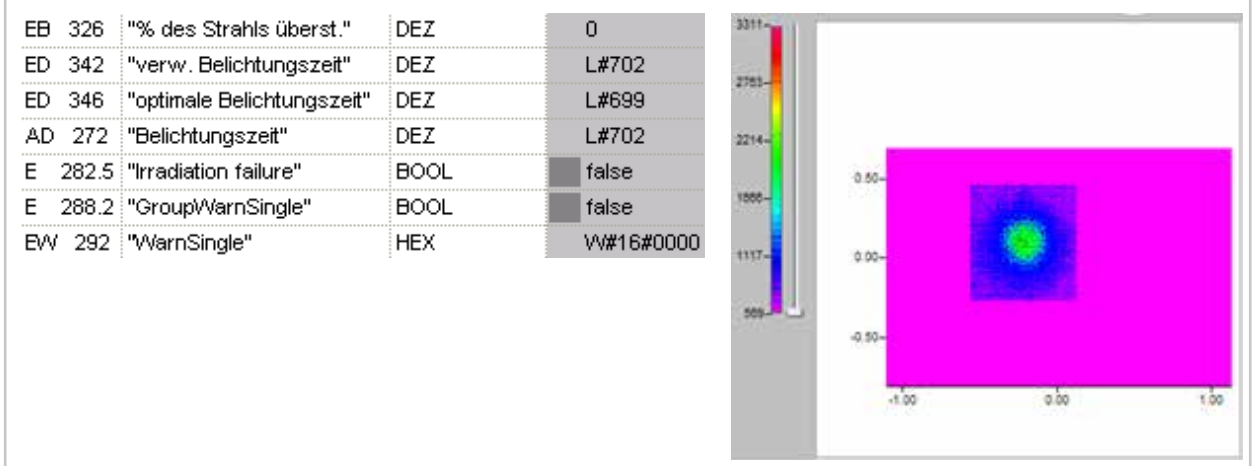 EB 326 "% des Strahls überst." DEZ 0
ED 342 "verw. Belichtungszeit" DEZ L#702
ED 346 "optimale Belichtungszeit" DEZ L#699
AD 272 "Belichtungszeit" DEZ L#702
E 282.5 "Irradiation failure" BOOL false
E 288.2 "GroupWarnSingle" BOOL false
EW 292 "WarnSingle" HEX W#16#0000
3311
2763
2214
1666
1117
569
0.50
0.00
-0.50
-1.00 0.00 1.00